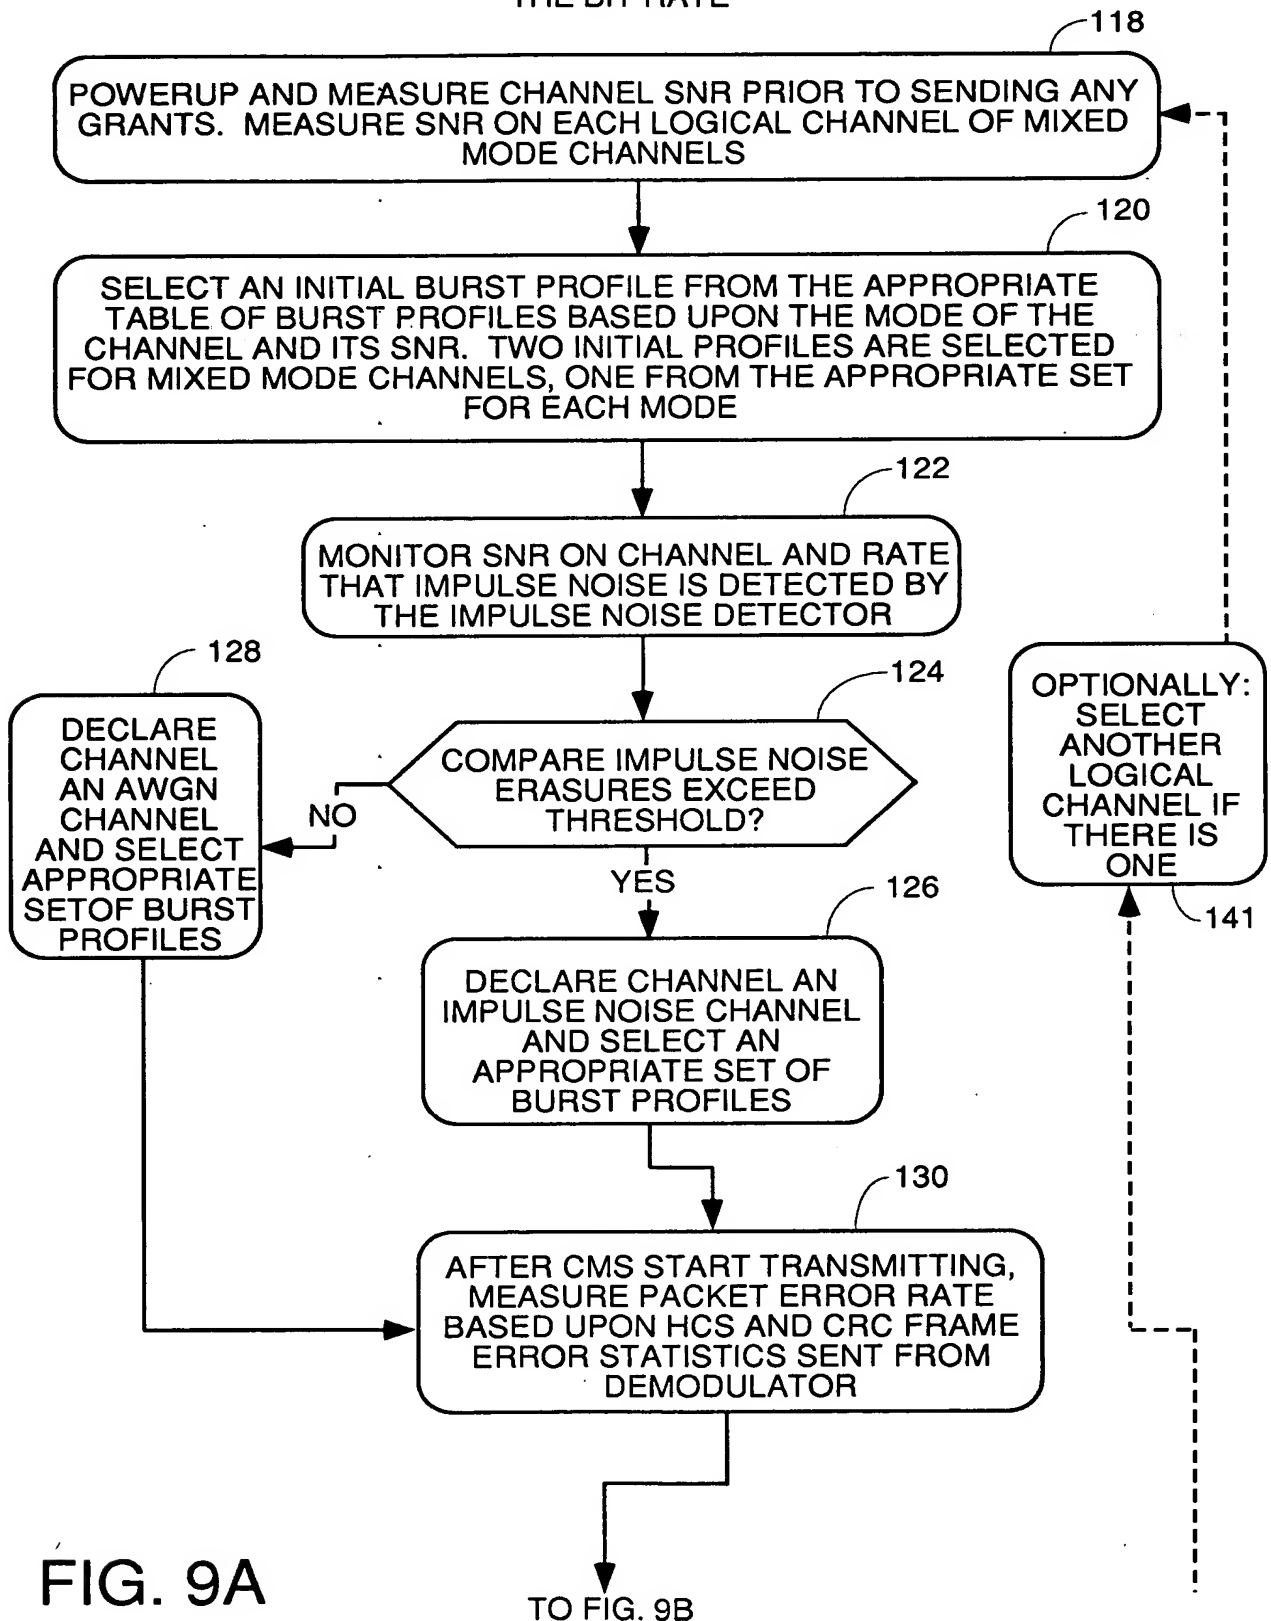 THE BIT RATE
118
POWERUP AND MEASURE CHANNEL SNR PRIOR TO SENDING ANY
GRANTS. MEASURE SNR ON EACH LOGICAL CHANNEL OF MIXED
MODE CHANNELS
120
SELECT AN INITIAL BURST PROFILE FROM THE APPROPRIATE
TABLE OF BURST PROFILES BASED UPON THE MODE OF THE
CHANNEL AND ITS SNR. TWO INITIAL PROFILES ARE SELECTED
FOR MIXED MODE CHANNELS, ONE FROM THE APPROPRIATE SET
FOR EACH MODE
122
MONITOR SNR ON CHANNEL AND RATE
THAT IMPULSE NOISE IS DETECTED BY
THE IMPULSE NOISE DETECTOR
128
DECLARE
CHANNEL
AN AWGN
CHANNEL
AND SELECT
APPROPRIATE
SETOF BURST
PROFILES
124
COMPARE IMPULSE NOISE
ERASURES EXCEED
THRESHOLD?
NO
YES
OPTIONALLY:
SELECT
ANOTHER
LOGICAL
CHANNEL IF
THERE IS
ONE
141
126
DECLARE CHANNEL AN
IMPULSE NOISE CHANNEL
AND SELECT AN
APPROPRIATE SET OF
BURST PROFILES
130
AFTER CMS START TRANSMITTING,
MEASURE PACKET ERROR RATE
BASED UPON HCS AND CRC FRAME
ERROR STATISTICS SENT FROM
DEMODULATOR
FIG. 9A
TO FIG. 9B